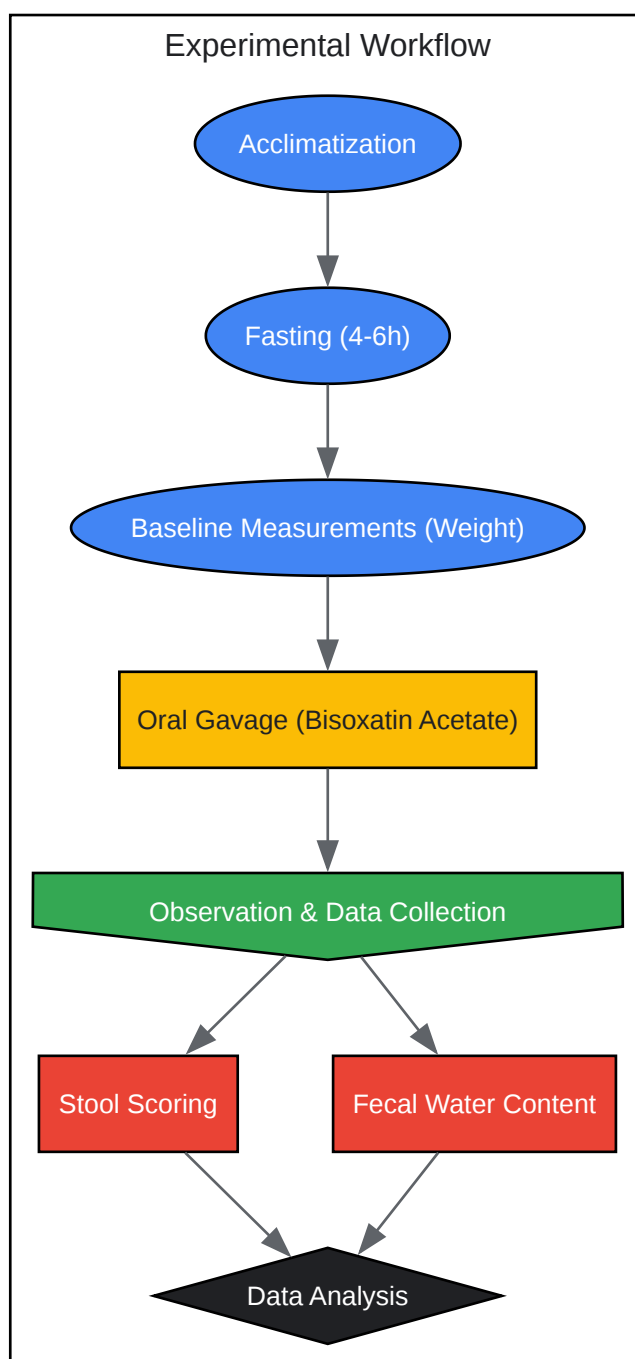 Experimental Workflow
Acclimatization
Fasting (4-6h)
Baseline Measurements (Weight)
Oral Gavage (Bisoxatin Acetate)
Observation & Data Collection
Stool Scoring
Fecal Water Content
Data Analysis